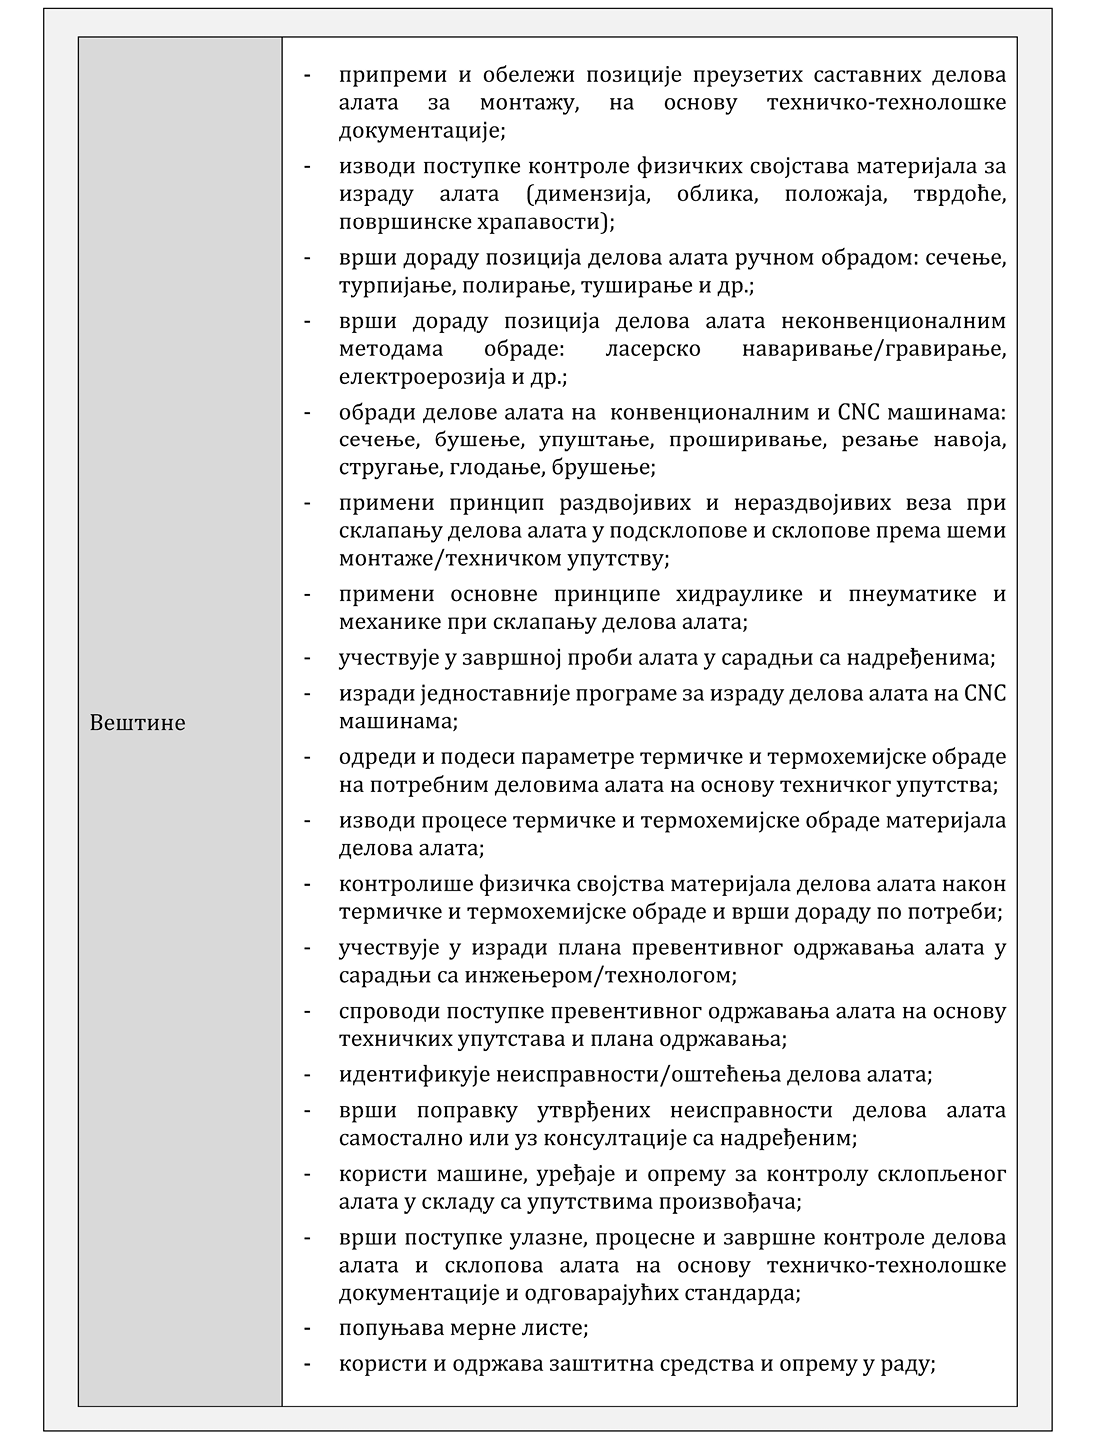 - припреми и обележи позиције преузетих саставних делова
алата за монтажу, на основу техничко-технолошке
документације;
- изводи поступке контроле физичких својстава материјала за
израду алата (димензија, облика, положаја, тврдоће,
површинске храпавости);
- врши дораду позиција делова алата ручном обрадом: сечење,
турпијање, полирање, туширање и др.;
- врши дораду позиција делова алата неконвенционалним
методама обраде: ласерско наваривање/гравирање,
електроерозија и др.;
- обради делове алата на конвенционалним и CNC машинама:
сечење, бушење, упуштање, проширивање, резање навоја,
стругање, глодање, брушење;
- примени принцип раздвојивих и нераздвојивих веза при
склапању делова алата у подсклопове и склопове према шеми
монтаже/техничком упутству;
- примени основне принципе хидраулике и пнеуматике и
механике при склапању делова алата;
- учествује у завршној проби алата у сарадњи са надређенима;
- изради једноставније програме за израду делова алата на CNC
машинама;
Вештине
- одреди и подеси параметре термичке и термохемијске обраде
на потребним деловима алата на основу техничког упутства;
- изводи процесе термичке и термохемијске обраде материјала
делова алата;
- контролише физичка својства материјала делова алата након
термичке и термохемијске обраде и врши дораду по потреби;
- учествује у изради плана превентивног одржавања алата у
сарадњи са инжењером/технологом;
- спроводи поступке превентивног одржавања алата на основу
техничких упутстава и плана одржавања;
- идентификује неисправности/оштећења делова алата;
- врши поправку утврђених неисправности делова алата
самостално или уз консултације са надређеним;
- користи машине, уређаје и опрему за контролу склопљеног
алата у складу са упутствима произвођача;
- врши поступке улазне, процесне и завршне контроле делова
алата и склопова алата на основу техничко-технолошке
документације и одговарајућих стандарда;
- попуњава мерне листе;
- користи и одржава заштитна средства и опрему у раду;